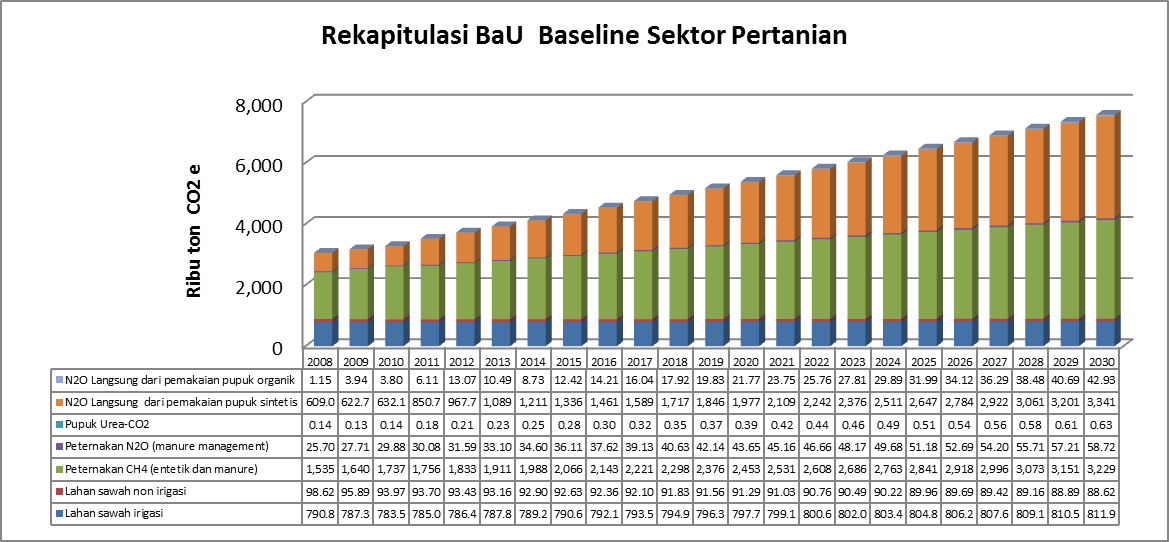 Rekapitulasi BaU Baseline Sektor Pertanian
Ribu ton CO2 e
8,000
6,000
4,000
2,000
0
2008 2009 2010 2011 2012 2013 2014 2015 2016 2017 2018 2019 2020 2021 2022 2023 2024 2025 2026 2027 2028 2029 2030
N2O Langsung dari pemakaian pupuk organik 1.15 3.94 3.80 6.11 13.07 10.49 8.73 12.42 14.21 16.04 17.92 19.83 21.77 23.75 25.76 27.81 29.89 31.99 34.12 36.29 38.48 40.69 42.93
N2O Langsung dari pemakaian pupuk sintetis 609.0 622.7 632.1 850.7 967.7 1,089 1,211 1,336 1,461 1,589 1,717 1,846 1,977 2,109 2,242 2,376 2,511 2,647 2,784 2,922 3,061 3,201 3,341
Pupuk Urea-CO2 0.14 0.13 0.14 0.18 0.21 0.23 0.25 0.28 0.30 0.32 0.35 0.37 0.39 0.42 0.44 0.46 0.49 0.51 0.54 0.56 0.58 0.61 0.63
Peternakan N2O (manure management) 25.70 27.71 29.88 30.08 31.59 33.10 34.60 36.11 37.62 39.13 40.63 42.14 43.65 45.16 46.66 48.17 49.68 51.18 52.69 54.20 55.71 57.21 58.72
Peternakan CH4 (entetik dan manure) 1,535 1,640 1,737 1,756 1,833 1,911 1,988 2,066 2,143 2,221 2,298 2,376 2,453 2,531 2,608 2,686 2,763 2,841 2,918 2,996 3,073 3,151 3,229
Lahan sawah non irigasi 98.62 95.89 93.97 93.70 93.43 93.16 92.90 92.63 92.36 92.10 91.83 91.56 91.29 91.03 90.76 90.49 90.22 89.96 89.69 89.42 89.16 88.89 88.62
Lahan sawah irigasi 790.8 787.3 783.5 785.0 786.4 787.8 789.2 790.6 792.1 793.5 794.9 796.3 797.7 799.1 800.6 802.0 803.4 804.8 806.2 807.6 809.1 810.5 811.9